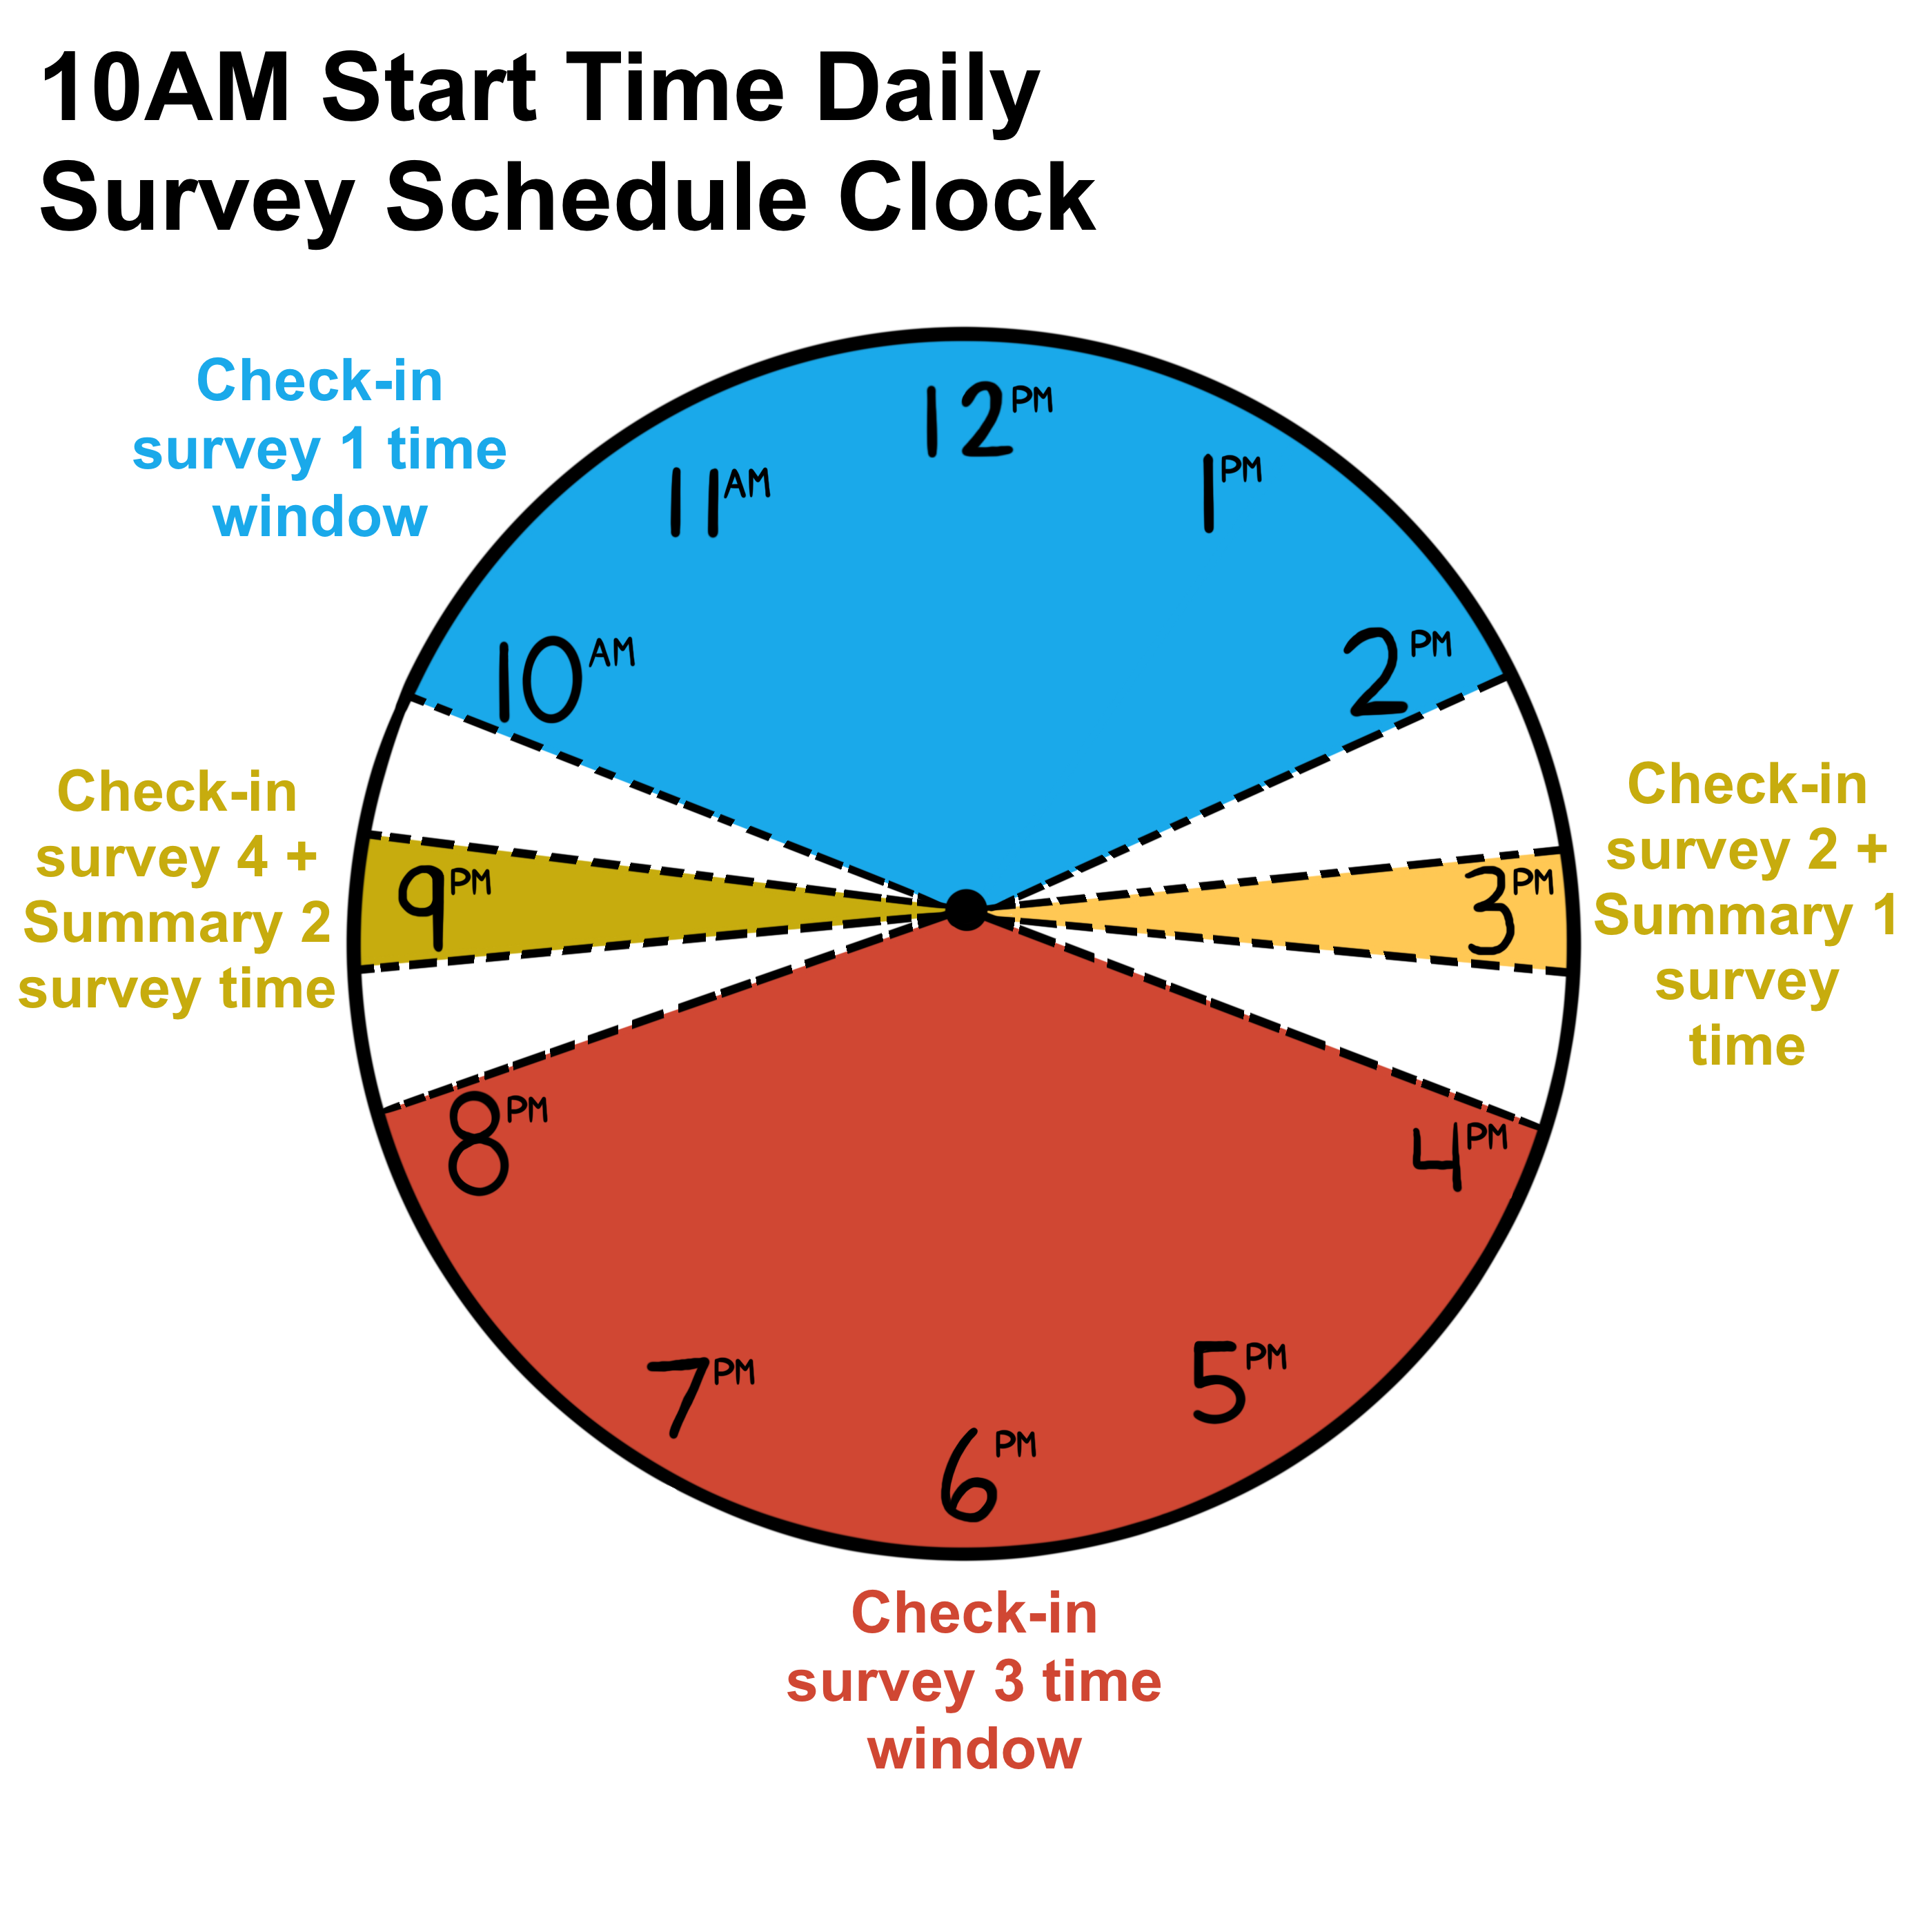 10AM Start Time Daily
Survey Schedule Clock
Check-in
survey 1 time
window
12 PM
11 AM
1 PM
10 AM
2 PM
Check-in
survey 4 +
Summary 2
survey time
9 PM
3 PM
Check-in
survey 2 +
Summary 1
survey
time
8 PM
4 PM
7 PM
5 PM
6 PM
Check-in
survey 3 time
window